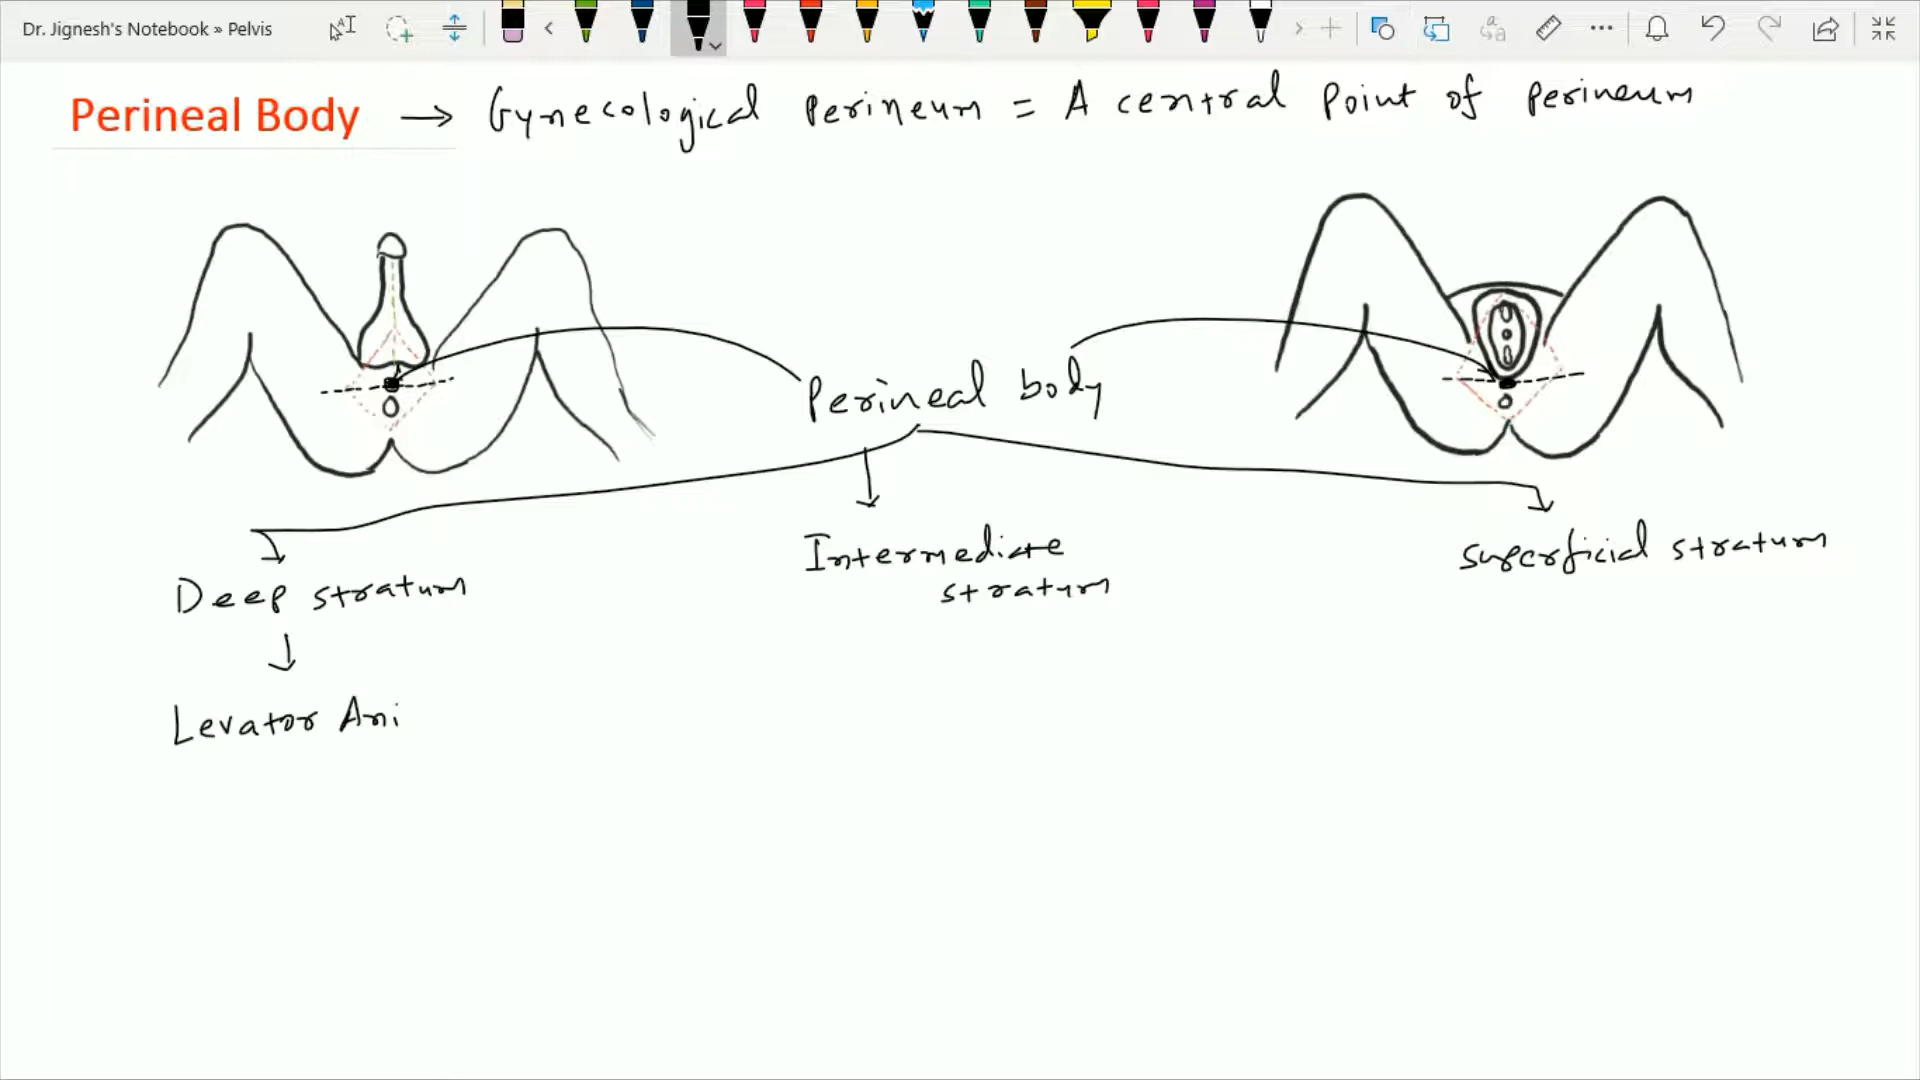 Dr. Jignesh's Notebook » Pelvis
Perineal Body → Gynecological Perineum = A central Point of Perineum
Perineal body
Deep stratum
Intermediate
stratum
superficial stratum
Levator Ani